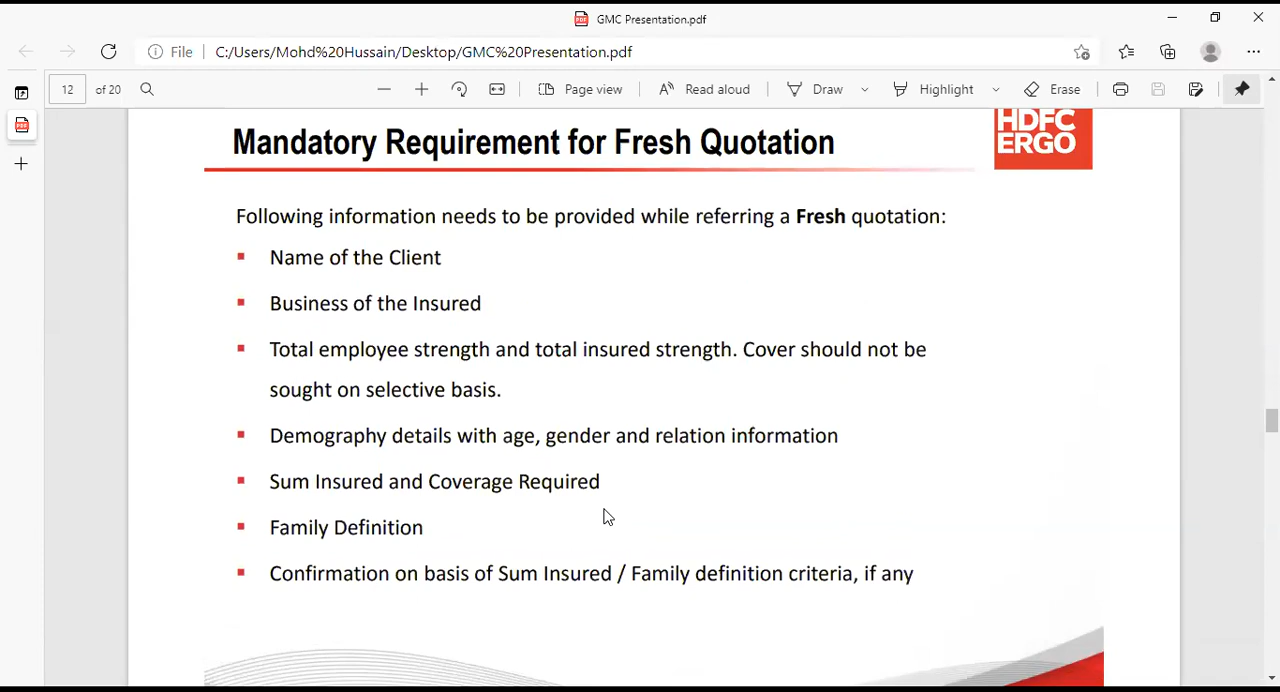 GMC Presentation.pdf
File C:/Users/Mohd%20Hussain/Desktop/GMC%20Presentation.pdf
12 of 20 Page view Read aloud Draw Highlight Erase
Mandatory Requirement for Fresh Quotation
HDFC
ERGO
Following information needs to be provided while referring a Fresh quotation:
▪ Name of the Client
▪ Business of the Insured
▪ Total employee strength and total insured strength. Cover should not be
sought on selective basis.
▪ Demography details with age, gender and relation information
▪ Sum Insured and Coverage Required
▪ Family Definition
▪ Confirmation on basis of Sum Insured / Family definition criteria, if any